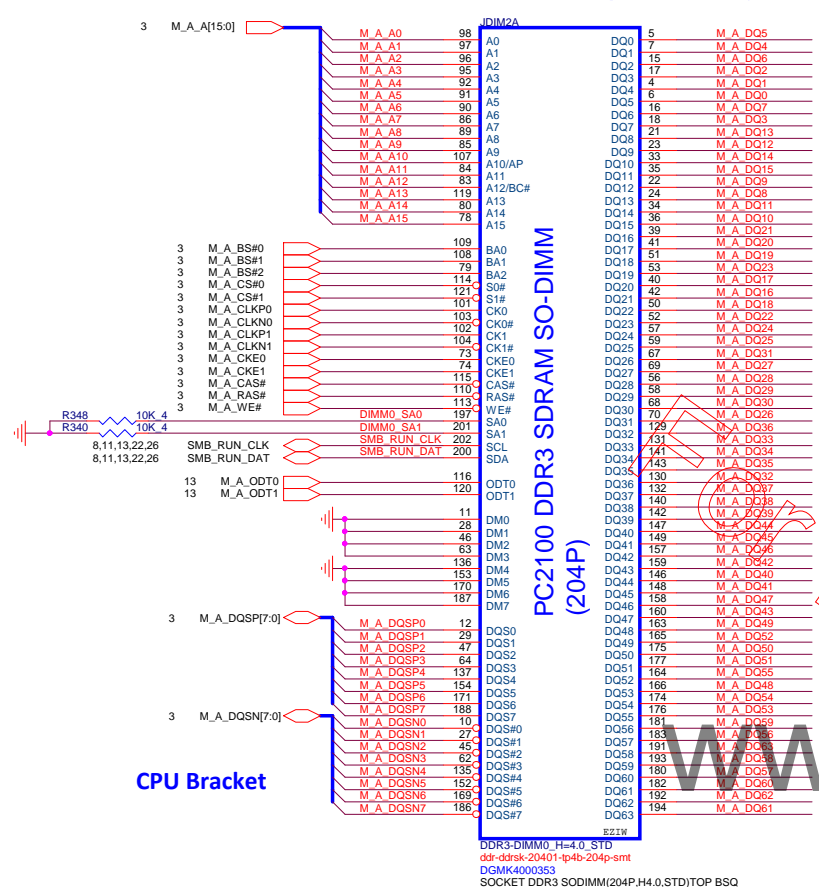 JDIM2A
3 M_A_A[15:0]
M_A_A0 98 A0 DQ0 5 M_A_DQ5
M_A_A1 97 A1 DQ1 7 M_A_DQ4
M_A_A2 96 A2 DQ2 15 M_A_DQ6
M_A_A3 95 A3 DQ3 17 M_A_DQ2
M_A_A4 92 A4 DQ4 4 M_A_DQ1
M_A_A5 91 A5 DQ5 6 M_A_DQ0
M_A_A6 90 A6 DQ6 16 M_A_DQ7
M_A_A7 86 A7 DQ7 18 M_A_DQ3
M_A_A8 89 A8 DQ8 21 M_A_DQ13
M_A_A9 85 A9 DQ9 23 M_A_DQ12
M_A_A10 107 A10/AP DQ10 33 M_A_DQ14
M_A_A11 84 A11 DQ11 35 M_A_DQ15
M_A_A12 83 A12/BC# DQ12 22 M_A_DQ9
M_A_A13 119 A13 DQ13 24 M_A_DQ8
M_A_A14 80 A14 DQ14 34 M_A_DQ11
M_A_A15 78 A15 DQ15 36 M_A_DQ10
DQ16 39 M_A_DQ21
3 M_A_BS#0 109 BA0 DQ17 41 M_A_DQ20
3 M_A_BS#1 108 BA1 DQ18 51 M_A_DQ19
3 M_A_BS#2 79 BA2 DQ19 53 M_A_DQ23
3 M_A_CS#0 114 S0# DQ20 40 M_A_DQ17
3 M_A_CS#1 121 S1# DQ21 42 M_A_DQ16
3 M_A_CLKP0 101 CK0 DQ22 50 M_A_DQ18
3 M_A_CLKN0 103 CK0# DQ23 52 M_A_DQ22
3 M_A_CLKP1 102 CK1 DQ24 57 M_A_DQ24
3 M_A_CLKN1 104 CK1# DQ25 59 M_A_DQ25
3 M_A_CKE0 73 CKE0 DQ26 67 M_A_DQ31
3 M_A_CKE1 74 CKE1 DQ27 69 M_A_DQ27
3 M_A_CAS# 115 CAS# DQ28 56 M_A_DQ28
3 M_A_RAS# 110 RAS# DQ29 58 M_A_DQ29
3 M_A_WE# 113 WE# DQ30 68 M_A_DQ30
R348 10K_4 DIMM0_SA0 197 SA0 DQ31 70 M_A_DQ26
R340 10K_4 DIMM0_SA1 201 SA1 DQ32 129 M_A_DQ36
8,11,13,22,26 SMB_RUN_CLK SMB_RUN_CLK 202 SCL DQ33 131 M_A_DQ33
8,11,13,22,26 SMB_RUN_DAT SMB_RUN_DAT 200 SDA DQ34 141 M_A_DQ34
DQ35 143 M_A_DQ35
13 M_A_ODT0 116 ODT0 DQ36 130 M_A_DQ32
13 M_A_ODT1 120 ODT1 DQ37 132 M_A_DQ37
DQ38 140 M_A_DQ38
11 DM0 DQ39 142 M_A_DQ39
28 DM1 DQ40 147 M_A_DQ44
46 DM2 DQ41 149 M_A_DQ45
63 DM3 DQ42 157 M_A_DQ46
136 DM4 DQ43 159 M_A_DQ42
153 DM5 DQ44 146 M_A_DQ40
170 DM6 DQ45 148 M_A_DQ41
187 DM7 DQ46 158 M_A_DQ47
DQ47 160 M_A_DQ43
3 M_A_DQSP[7:0] M_A_DQSP0 12 DQS0 DQ48 163 M_A_DQ49
M_A_DQSP1 29 DQS1 DQ49 165 M_A_DQ52
M_A_DQSP2 47 DQS2 DQ50 175 M_A_DQ50
M_A_DQSP3 64 DQS3 DQ51 177 M_A_DQ51
M_A_DQSP4 137 DQS4 DQ52 164 M_A_DQ55
M_A_DQSP5 154 DQS5 DQ53 166 M_A_DQ48
M_A_DQSP6 171 DQS6 DQ54 174 M_A_DQ54
M_A_DQSP7 188 DQS7 DQ55 176 M_A_DQ53
3 M_A_DQSN[7:0] M_A_DQSN0 10 DQS#0 DQ56 181 M_A_DQ59
M_A_DQSN1 27 DQS#1 DQ57 183 M_A_DQ56
M_A_DQSN2 45 DQS#2 DQ58 191 M_A_DQ63
M_A_DQSN3 62 DQS#3 DQ59 193 M_A_DQ58
M_A_DQSN4 135 DQS#4 DQ60 180 M_A_DQ57
M_A_DQSN5 152 DQS#5 DQ61 182 M_A_DQ60
M_A_DQSN6 169 DQS#6 DQ62 192 M_A_DQ62
M_A_DQSN7 186 DQS#7 DQ63 194 M_A_DQ61
PC2100 DDR3 SDRAM SO-DIMM
(204P)
CPU Bracket
EZIW
DDR3-DIMM0_H=4.0_STD
ddr-ddrsk-20401-tp4b-204p-smt
DGMK4000353
SOCKET DDR3 SODIMM(204P,H4.0,STD)TOP BSQ